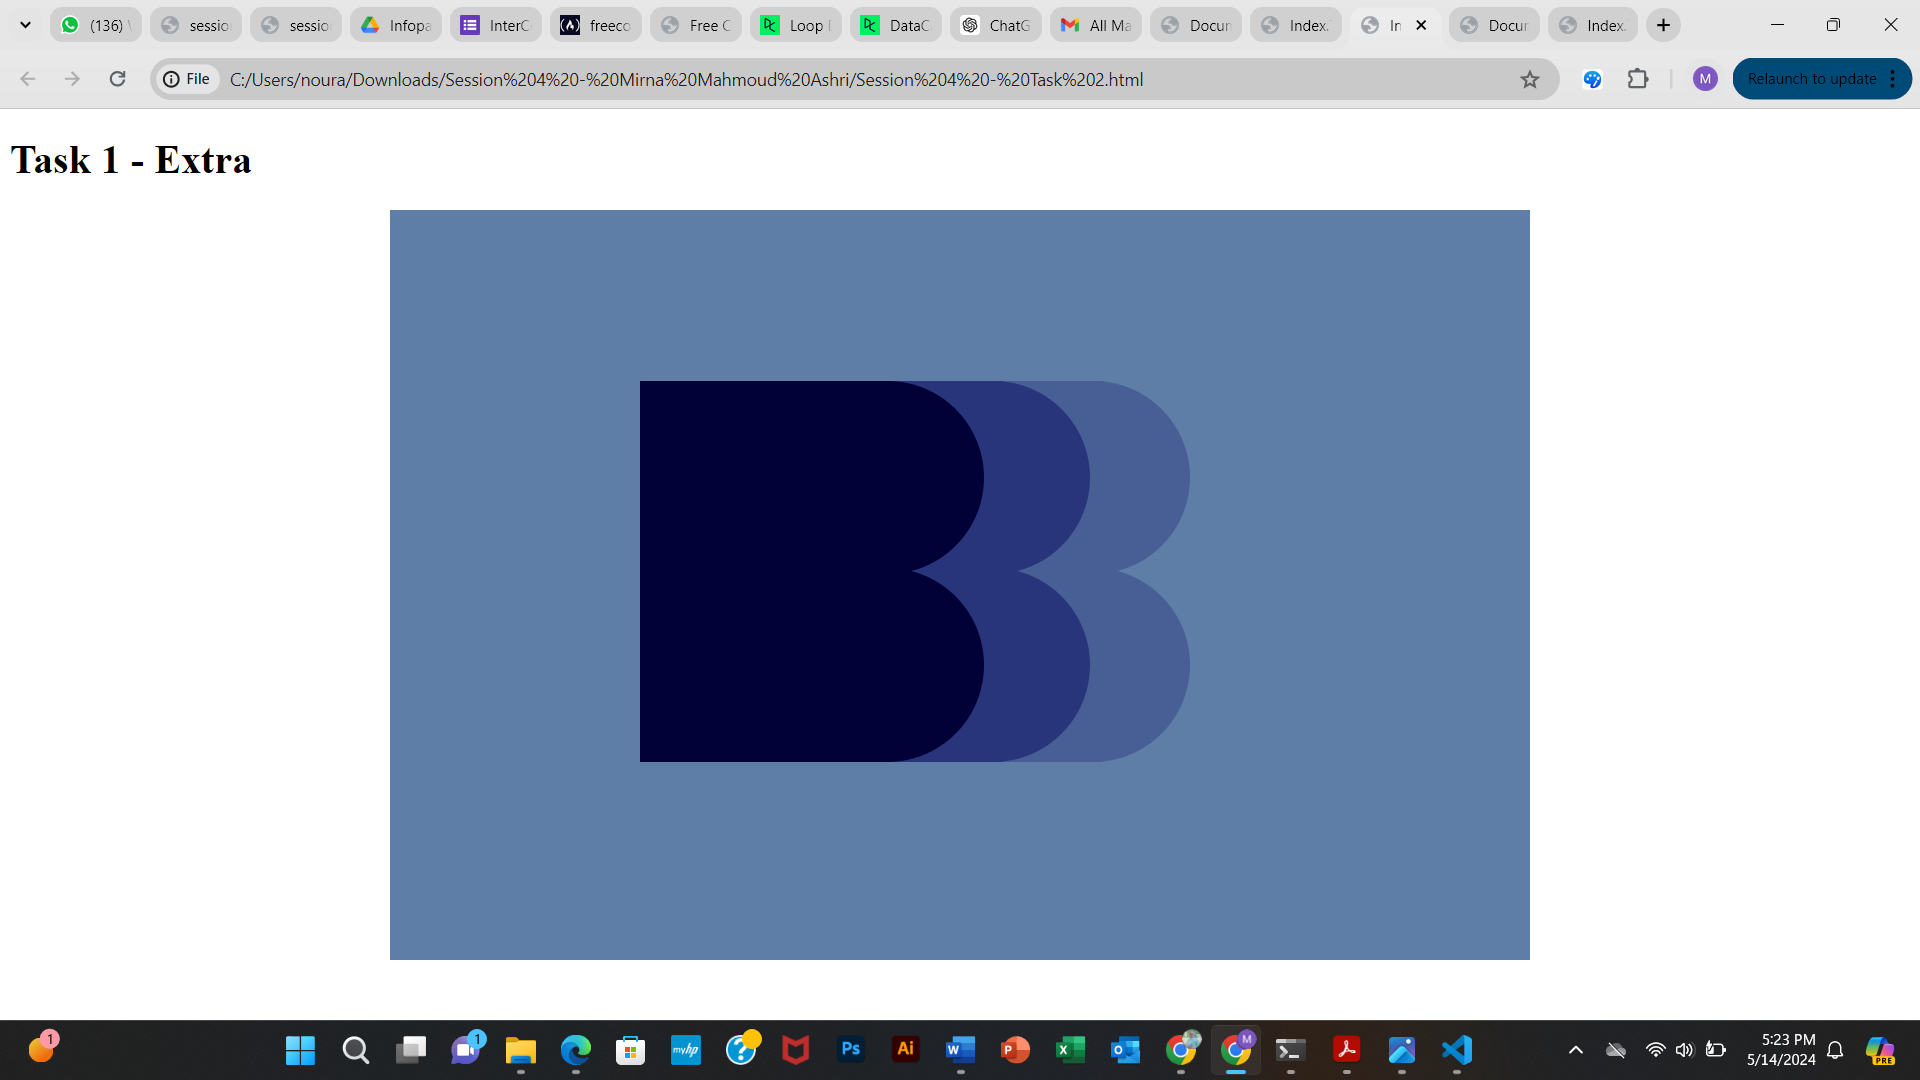 (136)
sessio
sessio
Infopa
InterC
freeco
Free C
Loop
DataC
ChatG
All Ma
Docur
Index.
In
Docur
Index.
File
C:/Users/noura/Downloads/Session%204%20-%20Mirna%20Mahmoud%20Ashri/Session%204%20-%20Task%202.html
M
Relaunch to update
Task 1 - Extra
1
1
myhp
Ps
Ai
W
P
X
O
M
5:23 PM
5/14/2024
PRE